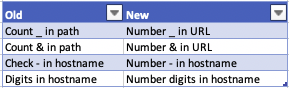 Old New
Count _ in path Number _ in URL
Count & in path Number & in URL
Check - in hostname Number - in hostname
Digits in hostname Number digits in hostname